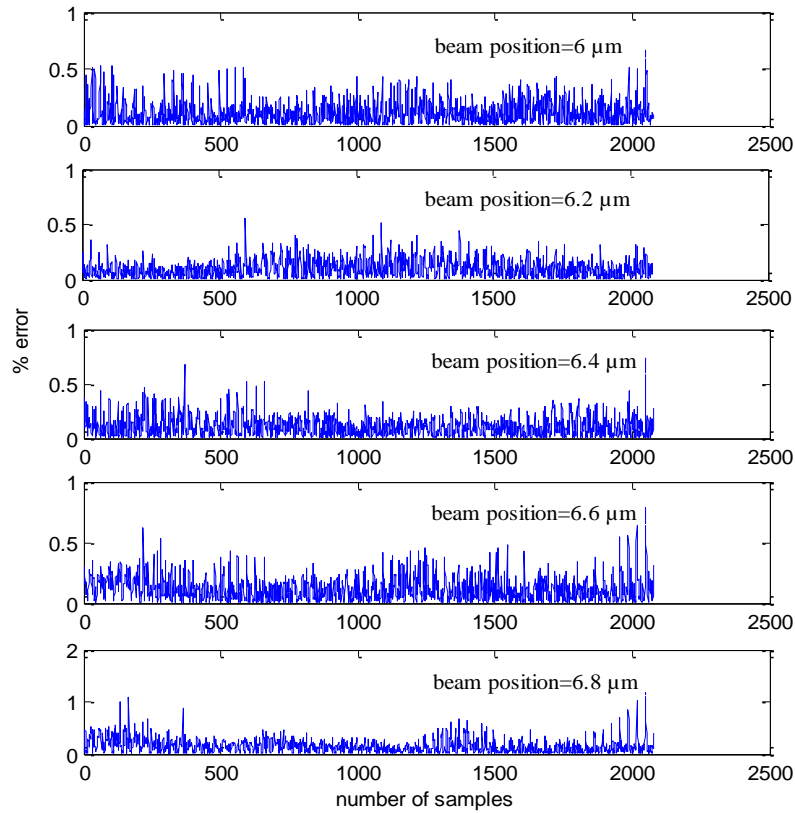 1
beam position=6 µm
0.5
0
0 500 1000 1500 2000 2500
1
beam position=6.2 µm
0.5
0
0 500 1000 1500 2000 2500
% error
1
beam position=6.4 µm
0.5
0
0 500 1000 1500 2000 2500
1
beam position=6.6 µm
0.5
0
0 500 1000 1500 2000 2500
2
beam position=6.8 µm
1
0
0 500 1000 1500 2000 2500
number of samples